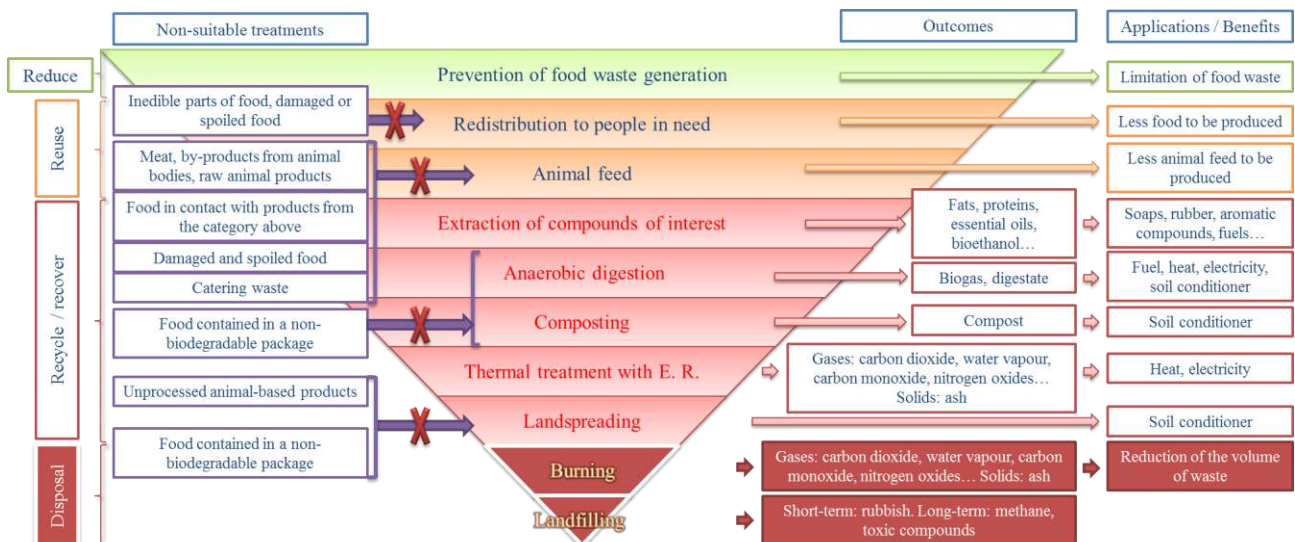 Non-suitable treatments
Outcomes
Applications / Benefits
Reduce
Prevention of food waste generation
Limitation of food waste
Reuse
Inedible parts of food, damaged or
spoiled food
Redistribution to people in need
Less food to be produced
Meat, by-products from animal
bodies, raw animal products
Animal feed
Less animal feed to be
produced
Recycle / recover
Food in contact with products from
the category above
Extraction of compounds of interest
Fats, proteins,
essential oils,
bioethanol…
Soaps, rubber, aromatic
compounds, fuels…
Damaged and spoiled food
Catering waste
Anaerobic digestion
Biogas, digestate
Fuel, heat, electricity,
soil conditioner
Food contained in a non-
biodegradable package
Composting
Compost
Soil conditioner
Thermal treatment with E. R.
Gases: carbon dioxide, water vapour,
carbon monoxide, nitrogen oxides…
Solids: ash
Heat, electricity
Unprocessed animal-based products
Landspreading
Soil conditioner
Food contained in a non-
biodegradable package
Disposal
Burning
Gases: carbon dioxide, water vapour, carbon
monoxide, nitrogen oxides… Solids: ash
Reduction of the volume
of waste
Landfilling
Short-term: rubbish. Long-term: methane,
toxic compounds